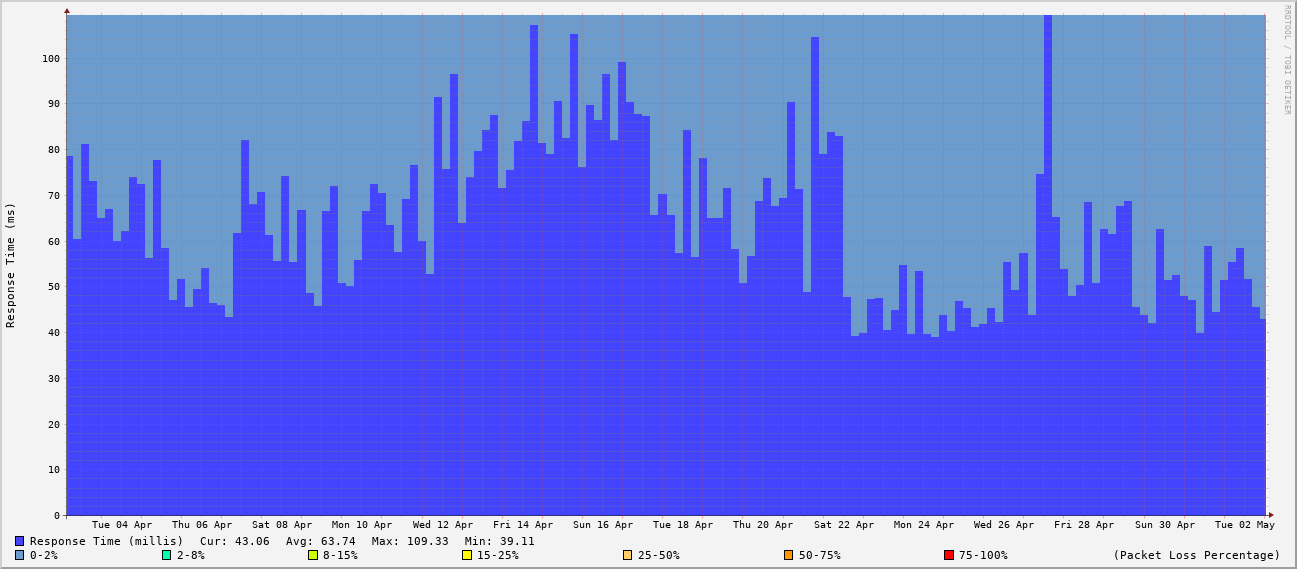 RRDTOOL / TOBI OETIKER
Response Time (ms)
100
90
80
70
60
50
40
30
20
10
0
Tue 04 Apr Thu 06 Apr Sat 08 Apr Mon 10 Apr Wed 12 Apr Fri 14 Apr Sun 16 Apr Tue 18 Apr Thu 20 Apr Sat 22 Apr Mon 24 Apr Wed 26 Apr Fri 28 Apr Sun 30 Apr Tue 02 May
Response Time (millis) Cur: 43.06 Avg: 63.74 Max: 109.33 Min: 39.11
0-2% 2-8% 8-15% 15-25% 25-50% 50-75% 75-100% (Packet Loss Percentage)